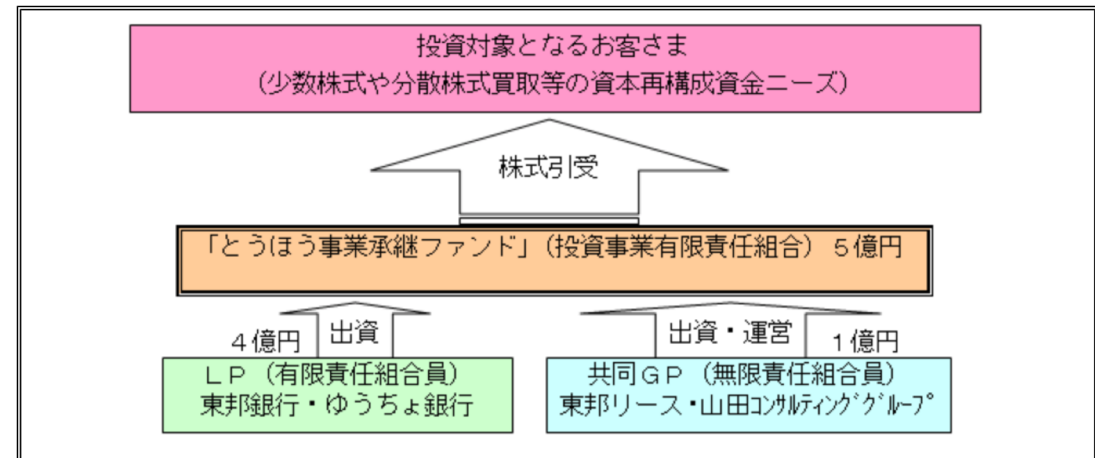 投資対象となるお客さま
（少数株式や分散株式買取等の資本再構成資金ニーズ）
株式引受
「とうほう事業承継ファンド」（投資事業有限責任組合） ５億円
４億円 出資
出資・運営 １億円
ＬＰ（有限責任組合員）
東邦銀行・ゆうちょ銀行
共同ＧＰ（無限責任組合員）
東邦リース・山田ｺﾝｻﾙﾃｨﾝｸﾞｸﾞﾙｰﾌﾟ